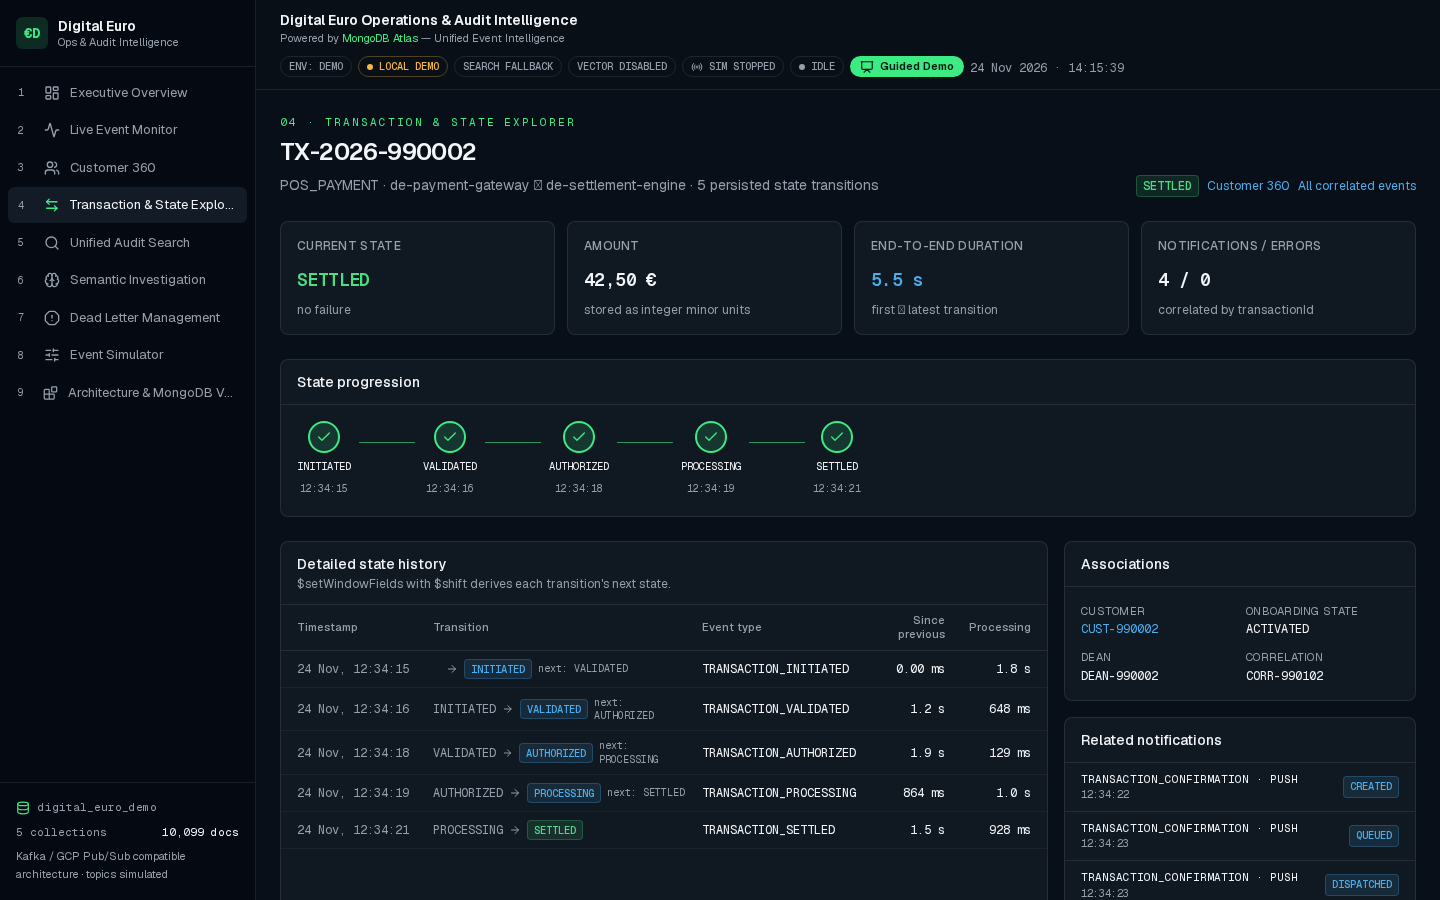 €D
Digital Euro
Ops & Audit Intelligence
1 Executive Overview
2 Live Event Monitor
3 Customer 360
4 Transaction & State Explo...
5 Unified Audit Search
6 Semantic Investigation
7 Dead Letter Management
8 Event Simulator
9 Architecture & MongoDB V...
digital_euro_demo
5 collections 10,099 docs
Kafka / GCP Pub/Sub compatible
architecture · topics simulated
Digital Euro Operations & Audit Intelligence
Powered by MongoDB Atlas — Unified Event Intelligence
ENV: DEMO LOCAL DEMO SEARCH FALLBACK VECTOR DISABLED SIM STOPPED IDLE Guided Demo 24 Nov 2026 · 14:15:39
04 · TRANSACTION & STATE EXPLORER
TX-2026-990002
POS_PAYMENT · de-payment-gateway de-settlement-engine · 5 persisted state transitions
SETTLED Customer 360 All correlated events
CURRENT STATE
SETTLED
no failure
AMOUNT
42,50 €
stored as integer minor units
END-TO-END DURATION
5.5 s
first latest transition
NOTIFICATIONS / ERRORS
4 / 0
correlated by transactionId
State progression
INITIATED VALIDATED AUTHORIZED PROCESSING SETTLED
12:34:15 12:34:16 12:34:18 12:34:19 12:34:21
Detailed state history
$setWindowFields with $shift derives each transition's next state.
Timestamp Transition Event type Since previous Processing
24 Nov, 12:34:15 → INITIATED next: VALIDATED TRANSACTION_INITIATED 0.00 ms 1.8 s
24 Nov, 12:34:16 INITIATED → VALIDATED next: AUTHORIZED TRANSACTION_VALIDATED 1.2 s 648 ms
24 Nov, 12:34:18 VALIDATED → AUTHORIZED next: PROCESSING TRANSACTION_AUTHORIZED 1.9 s 129 ms
24 Nov, 12:34:19 AUTHORIZED → PROCESSING next: SETTLED TRANSACTION_PROCESSING 864 ms 1.0 s
24 Nov, 12:34:21 PROCESSING → SETTLED TRANSACTION_SETTLED 1.5 s 928 ms
Associations
CUSTOMER ONBOARDING STATE
CUST-990002 ACTIVATED
DEAN CORRELATION
DEAN-990002 CORR-990102
Related notifications
TRANSACTION_CONFIRMATION · PUSH CREATED
12:34:22
TRANSACTION_CONFIRMATION · PUSH QUEUED
12:34:23
TRANSACTION_CONFIRMATION · PUSH DISPATCHED
12:34:23